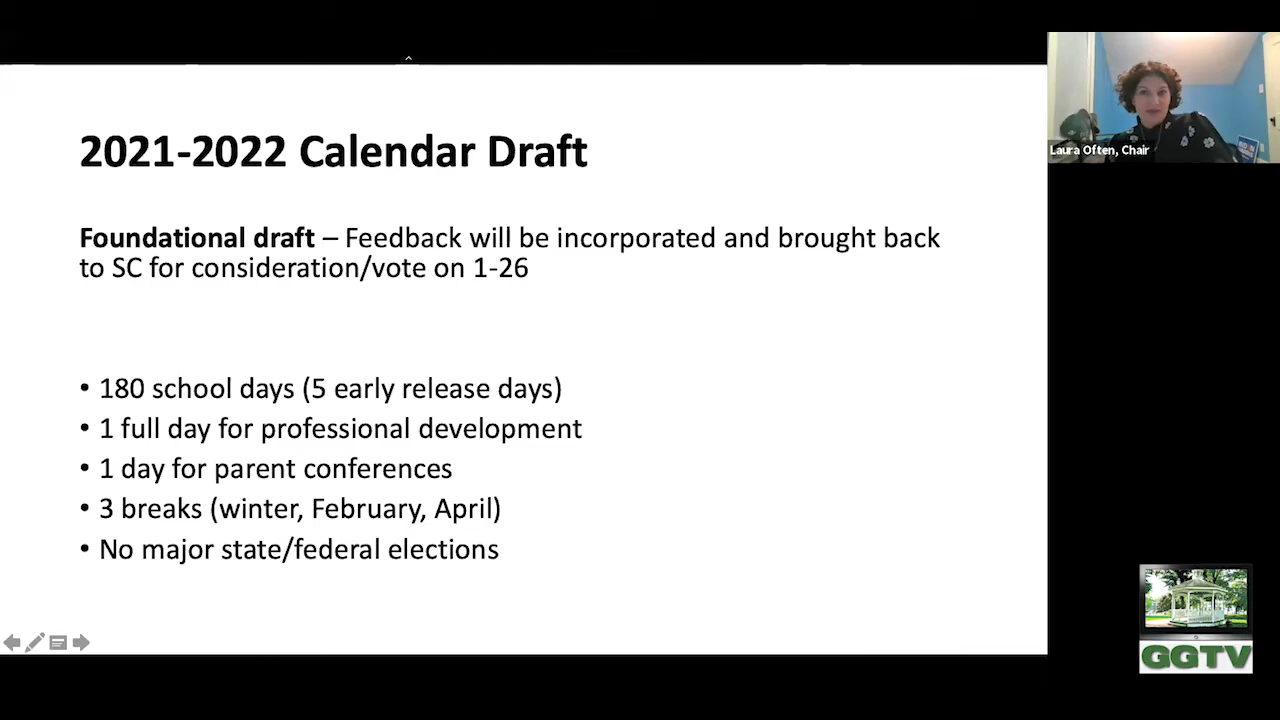 2021-2022 Calendar Draft
Foundational draft – Feedback will be incorporated and brought back
to SC for consideration/vote on 1-26
• 180 school days (5 early release days)
• 1 full day for professional development
• 1 day for parent conferences
• 3 breaks (winter, February, April)
• No major state/federal elections
Laura Often, Chair
GGTV